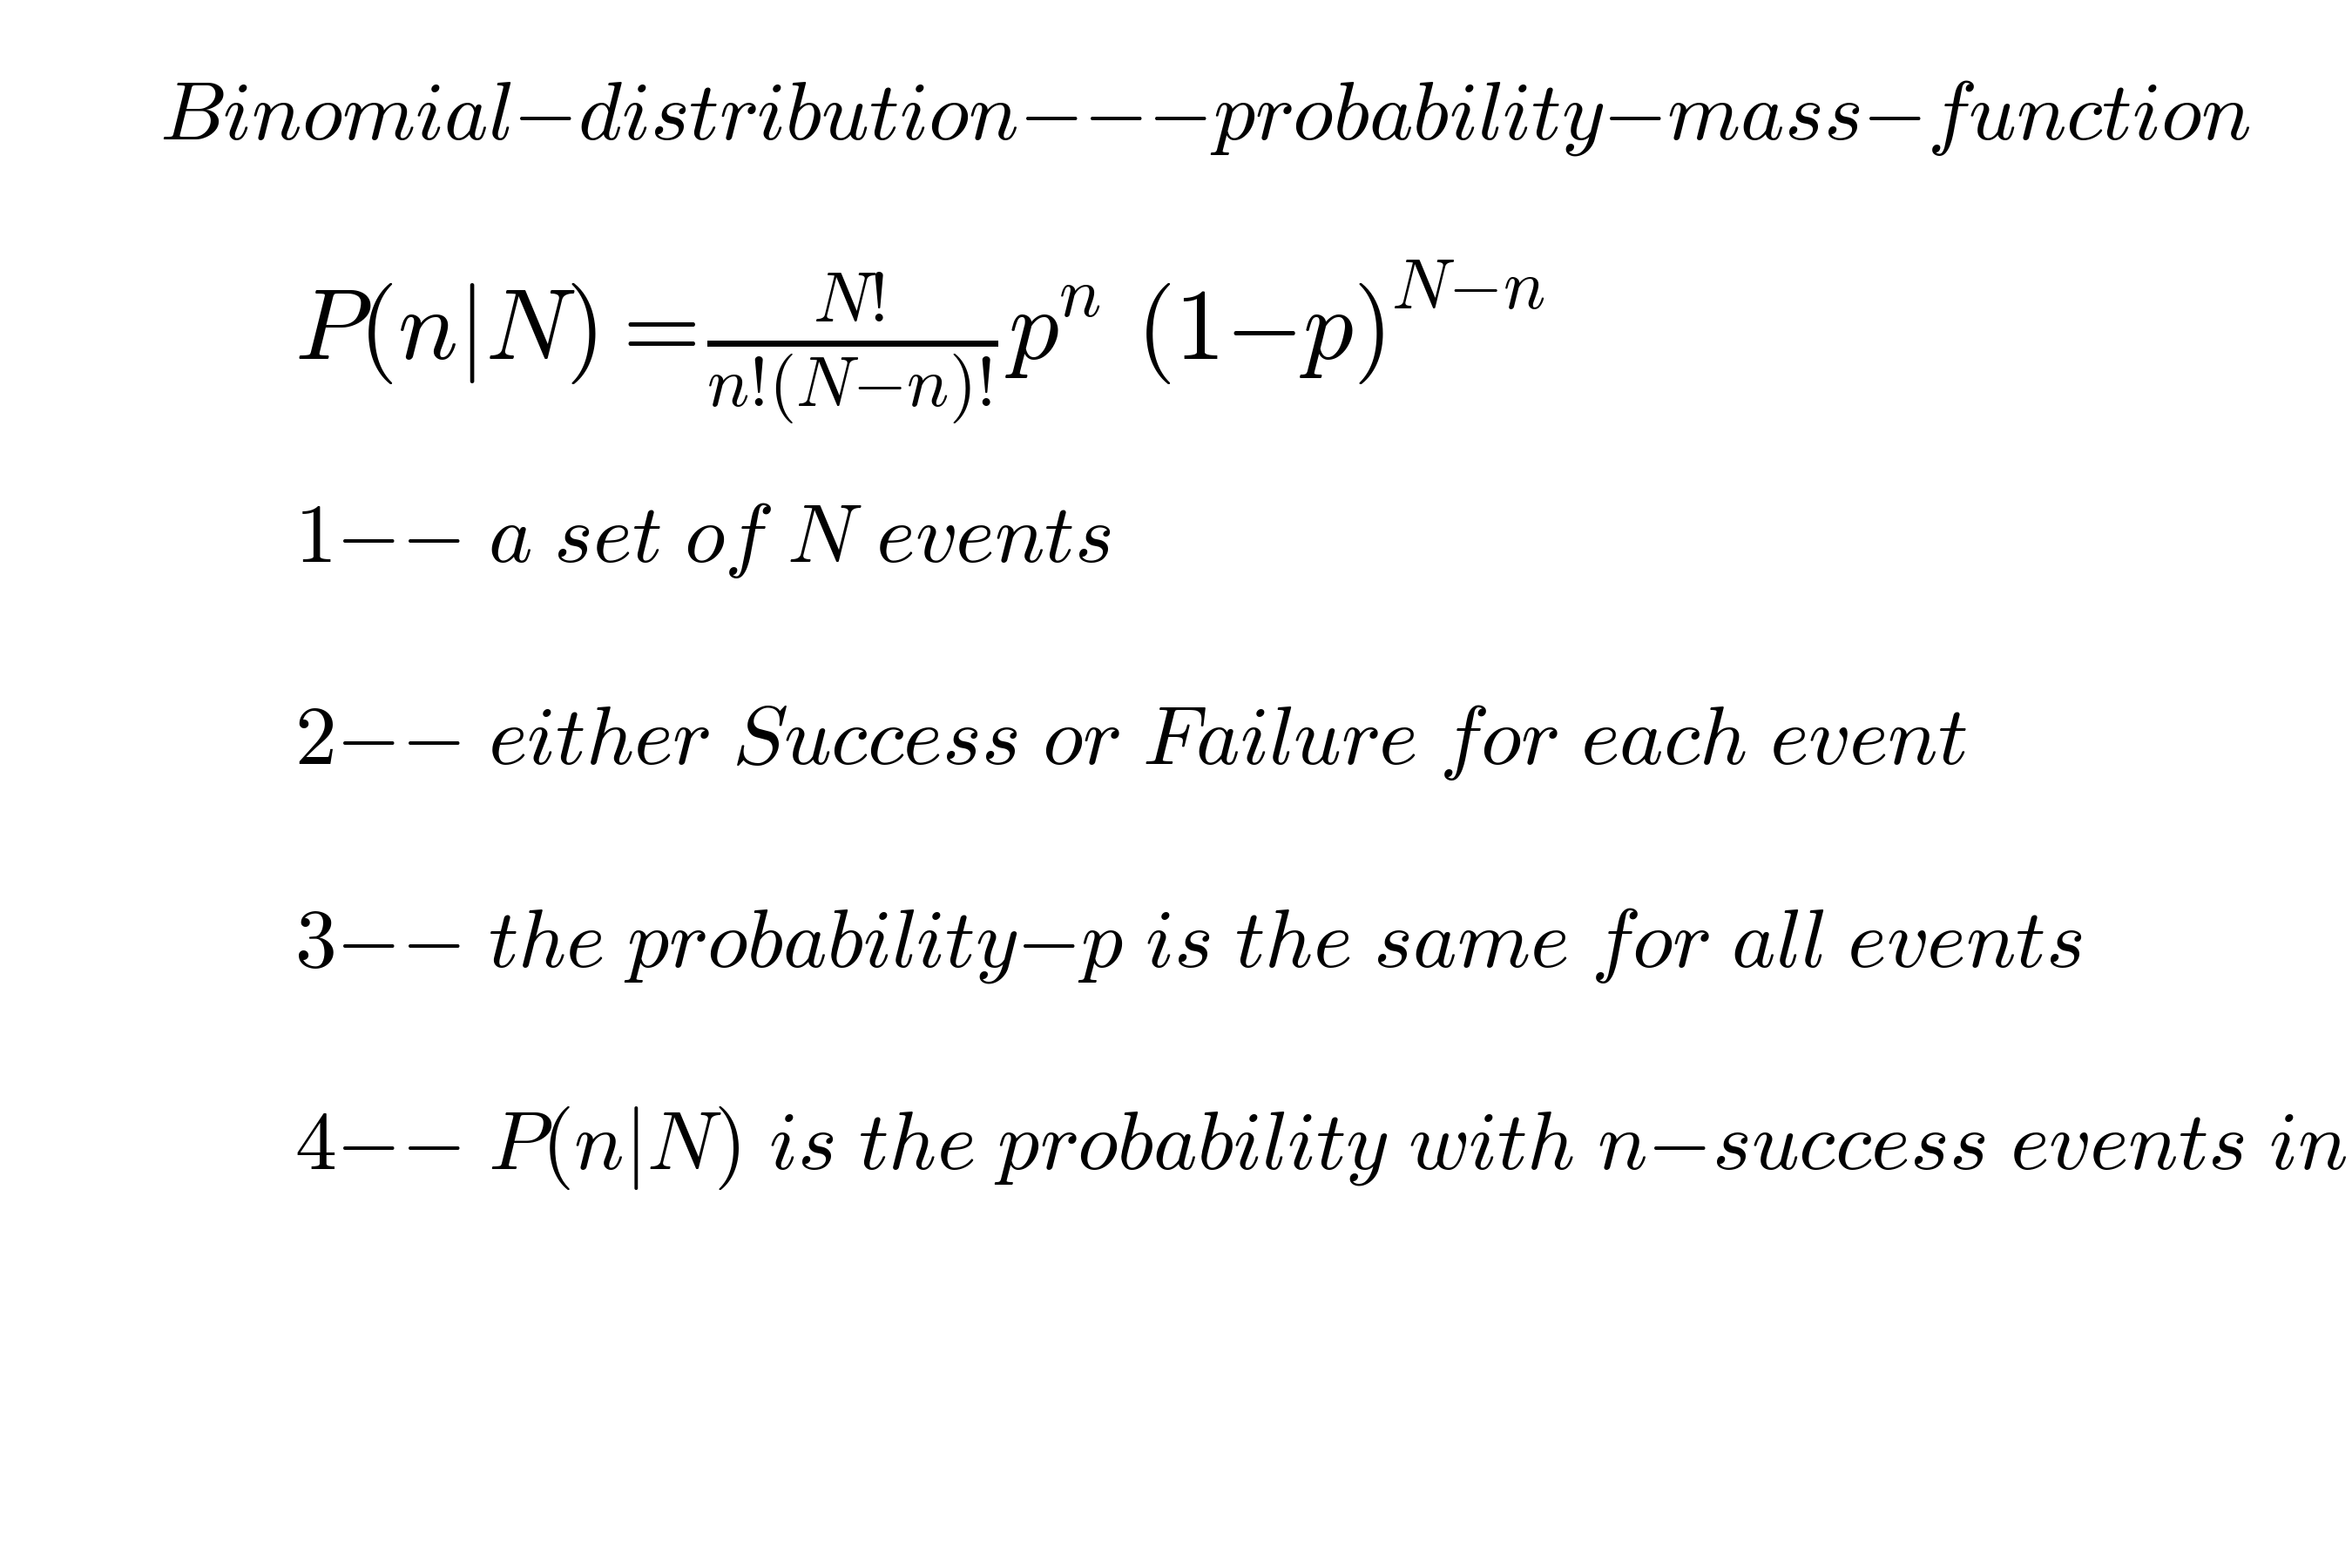 Binomial−distribution−−−probability−mass−function
P(n|N) = N!/n!(N−n)! p^n (1−p)^{N−n}
1−− a set of N events
2−− either Success or Failure for each event
3−− the probability−p is the same for all events
4−− P(n|N) is the probability with n−success events in